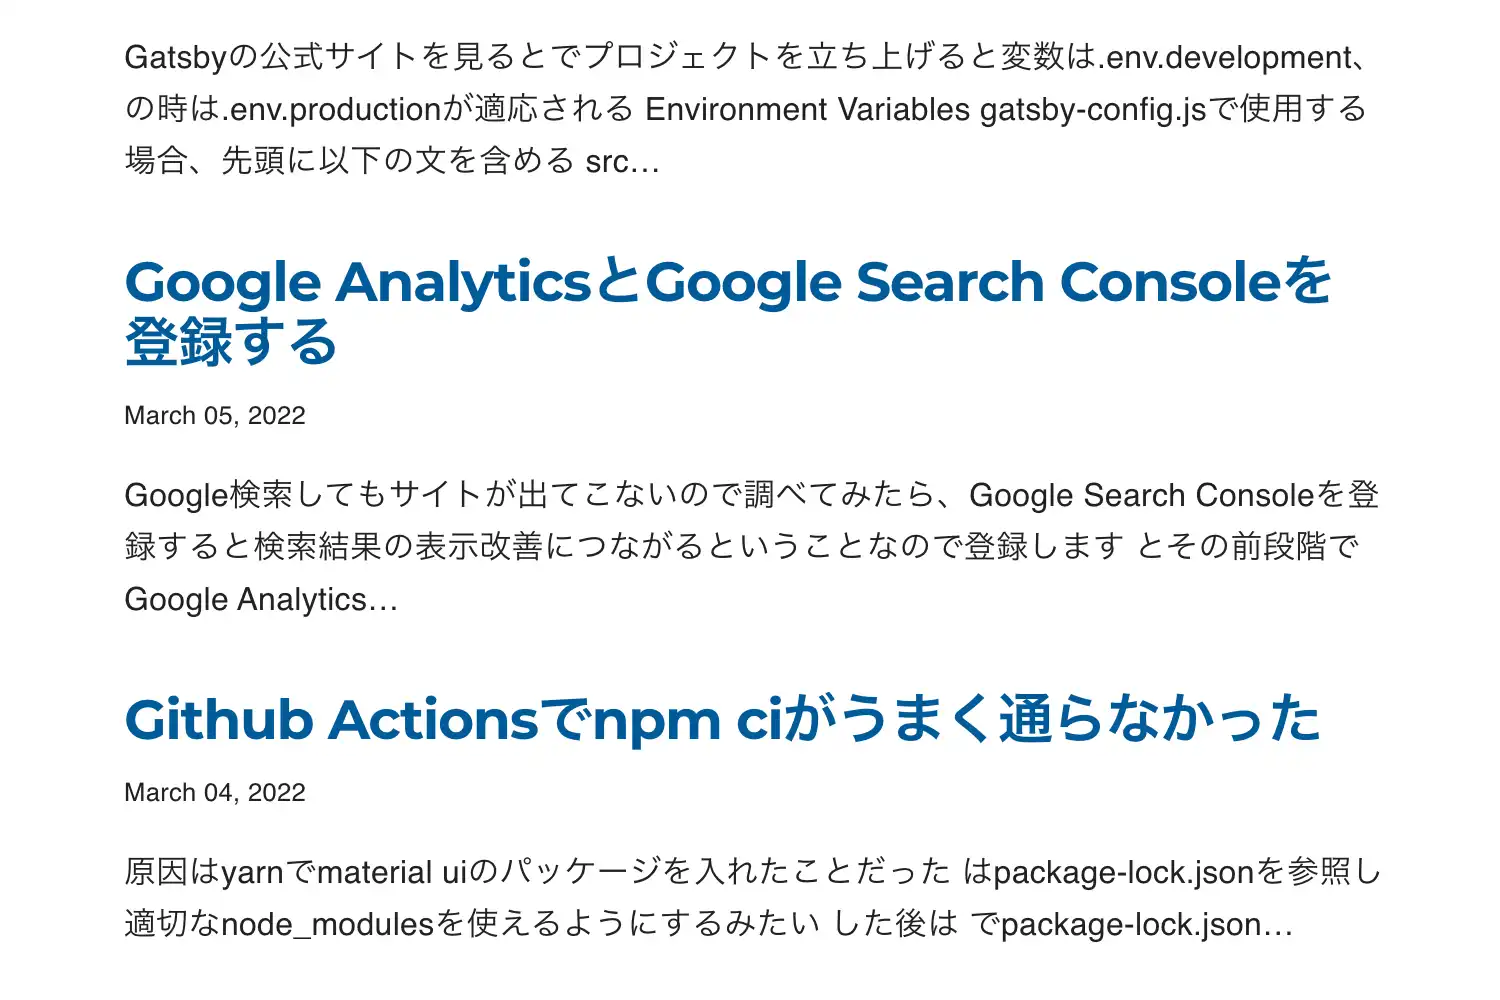 Gatsbyの公式サイトを見るとでプロジェクトを立ち上げると変数は.env.development、
の時は.env.productionが適応される Environment Variables gatsby-config.jsで使用する
場合、先頭に以下の文を含める src…
Google AnalyticsとGoogle Search Consoleを
登録する
March 05, 2022
Google検索してもサイトが出てこないので調べてみたら、Google Search Consoleを登
録すると検索結果の表示改善につながるということなので登録します とその前段階で
Google Analytics…
Github Actionsでnpm ciがうまく通らなかった
March 04, 2022
原因はyarnでmaterial uiのパッケージを入れたことだった はpackage-lock.jsonを参照し
適切なnode_modulesを使えるようにするみたい した後は でpackage-lock.json…